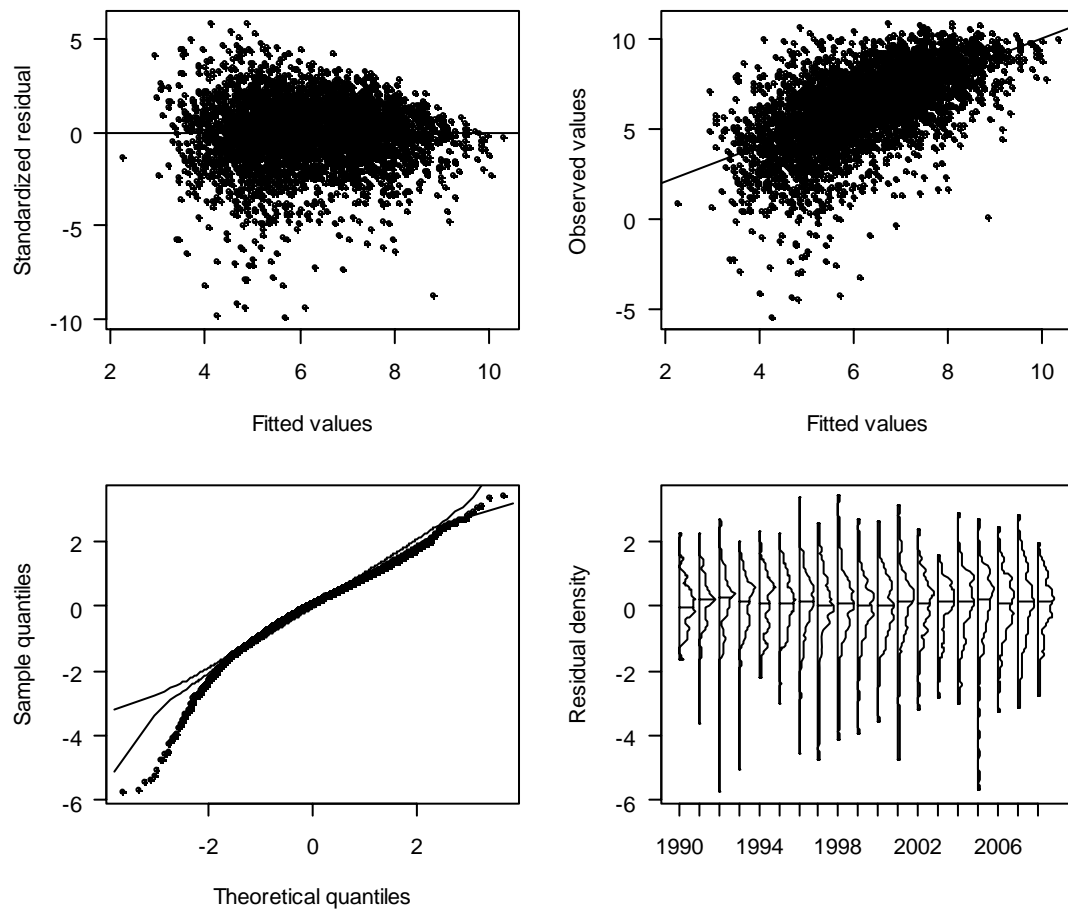 Standardized residual
5
0
-5
-10
2 4 6 8 10
Fitted values
Observed values
10
5
0
-5
2 4 6 8 10
Fitted values
Sample quantiles
2
0
-2
-4
-6
-2 0 2
Theoretical quantiles
Residual density
2
0
-2
-4
-6
1990 1994 1998 2002 2006